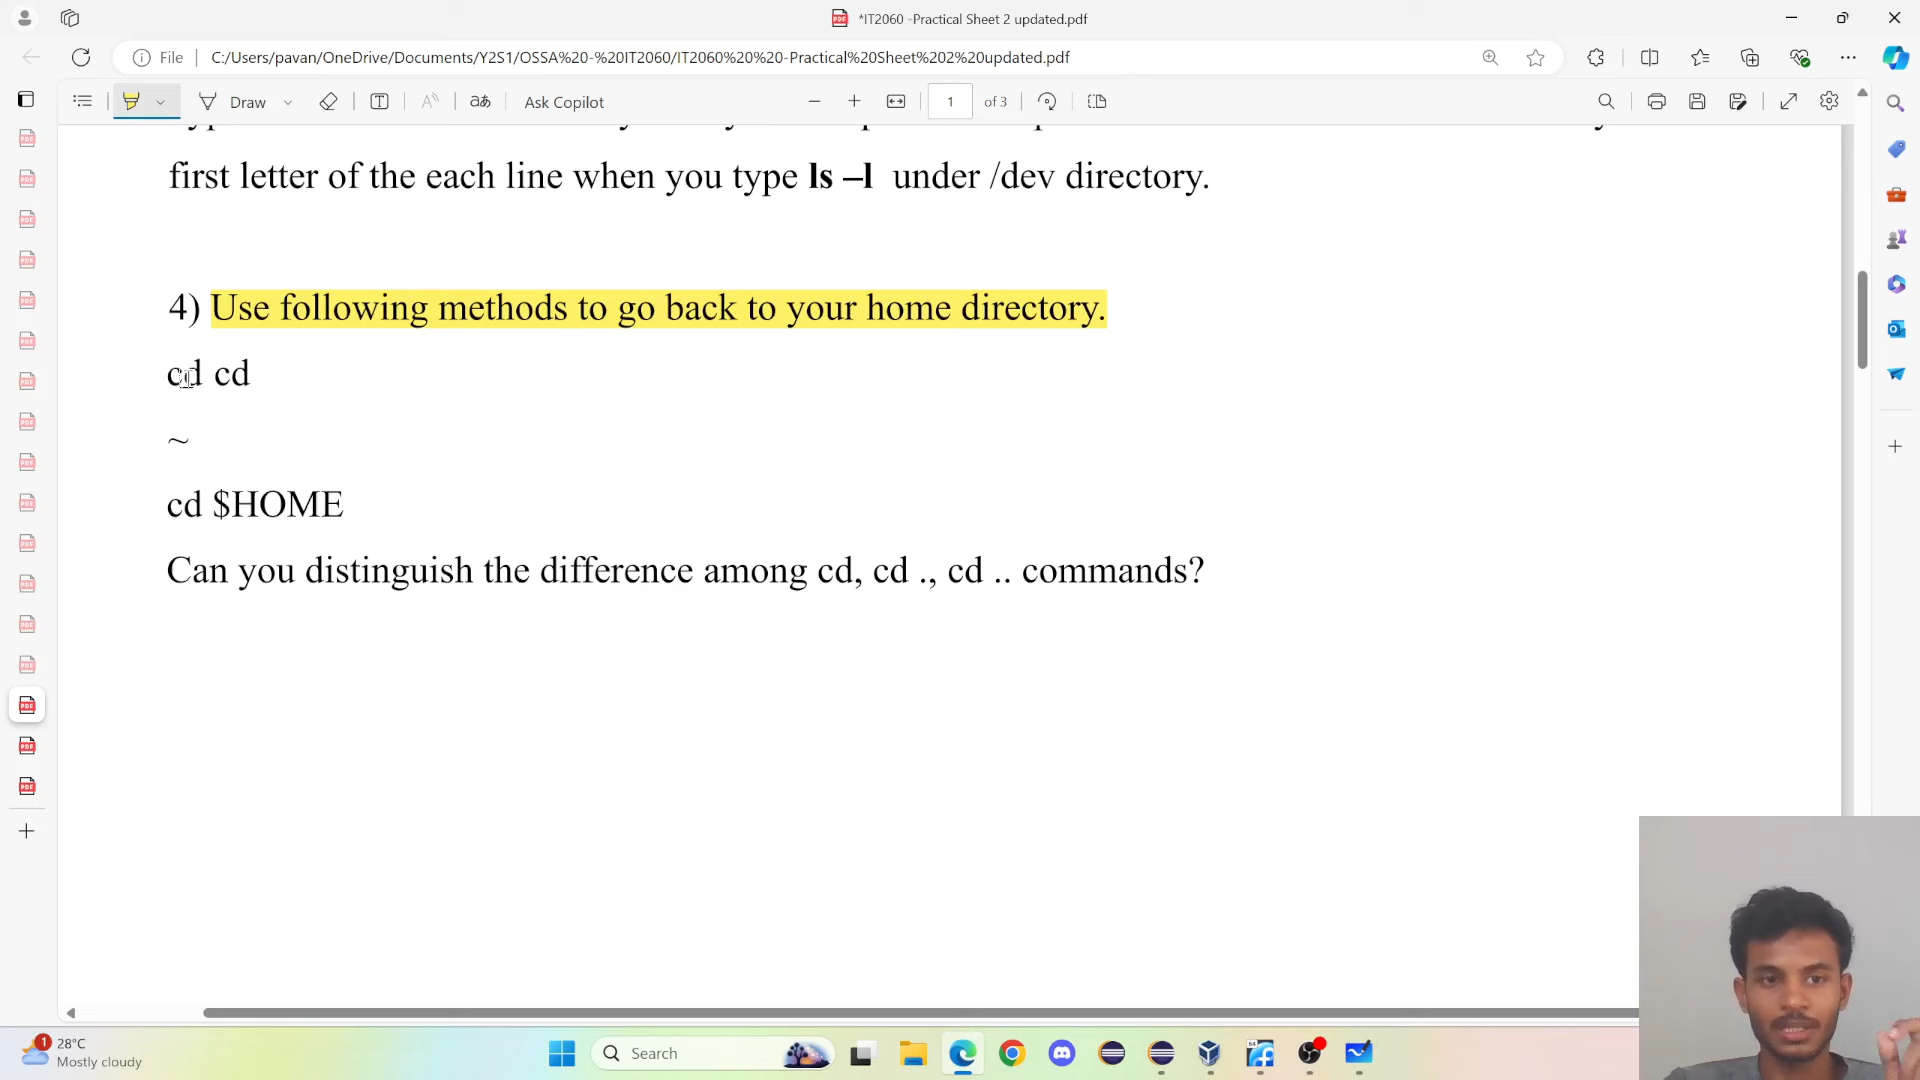 *IT2060 -Practical Sheet 2 updated.pdf
File
C:/Users/pavan/OneDrive/Documents/Y2S1/OSSA%20-%20IT2060/IT2060%20%20-Practical%20Sheet%202%20updated.pdf
Draw
Ask Copilot
1 of 3
first letter of the each line when you type ls –l under /dev directory.
4) Use following methods to go back to your home directory.
cd cd
~
cd $HOME
Can you distinguish the difference among cd, cd ., cd .. commands?
1
28°C
Mostly cloudy
Search